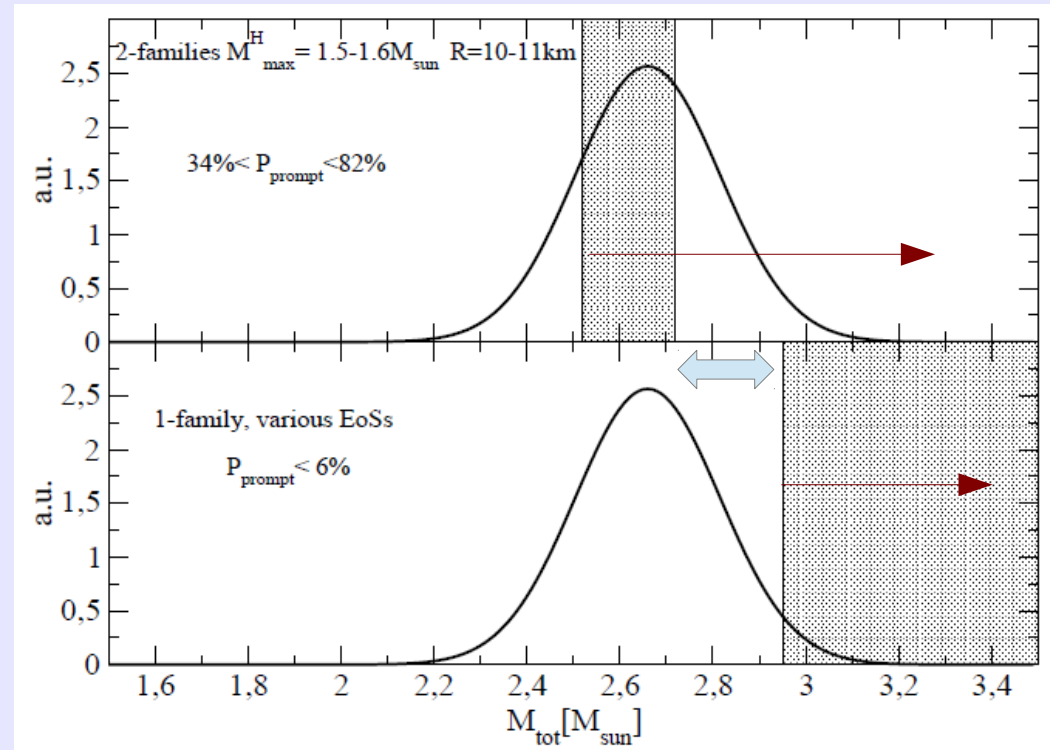 2-families M^H_max= 1.5-1.6M_sun R=10-11km
34%< P_prompt <82%
a.u.
2,5
2
1,5
1
0,5
0
1-family, various EoSs
P_prompt < 6%
a.u.
2,5
2
1,5
1
0,5
0
1,6 1,8 2 2,2 2,4 2,6 2,8 3 3,2 3,4
M_tot[M_sun]